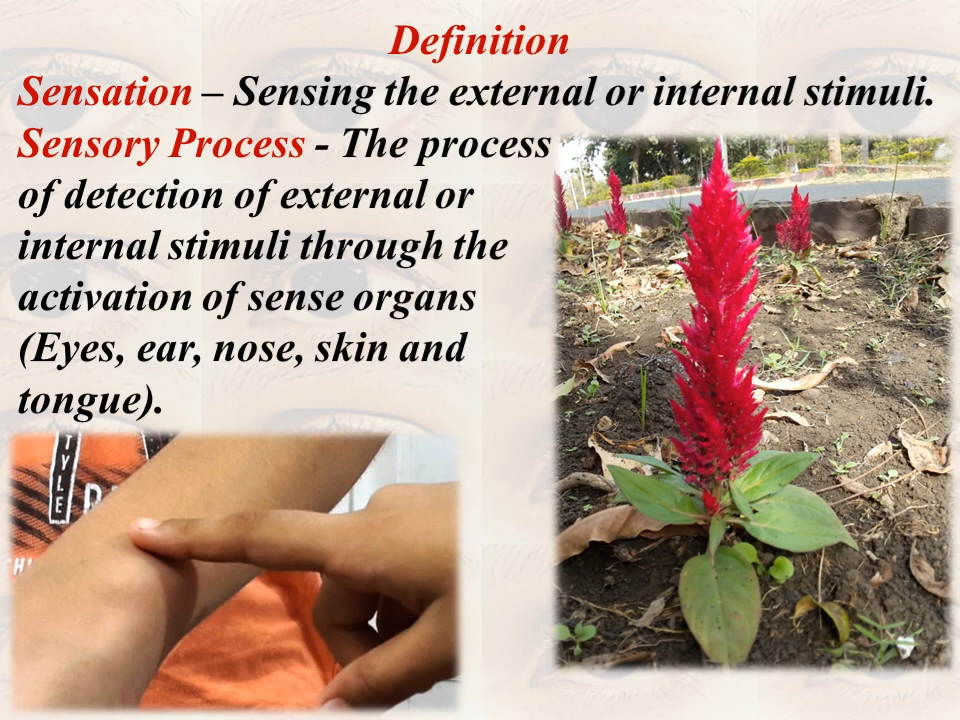 Definition
Sensation – Sensing the external or internal stimuli.
Sensory Process - The process
of detection of external or
internal stimuli through the
activation of sense organs
(Eyes, ear, nose, skin and
tongue).
TYLE